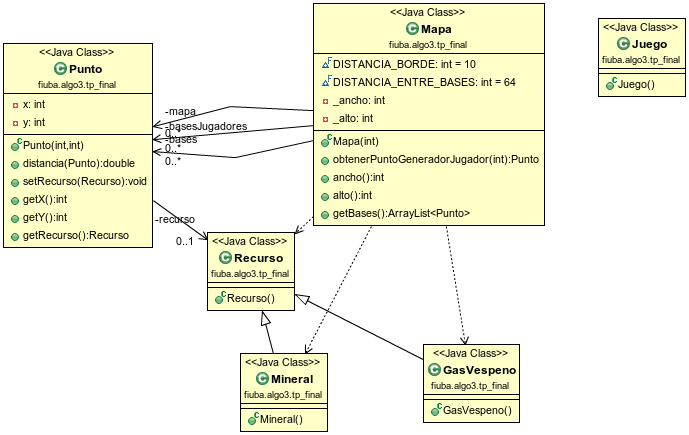 <<Java Class>>
Punto
fiuba.algo3.tp_final
x: int
y: int
Punto(int,int)
distancia(Punto):double
setRecurso(Recurso):void
getX():int
getY():int
getRecurso():Recurso
<<Java Class>>
Mapa
fiuba.algo3.tp_final
DISTANCIA_BORDE: int = 10
DISTANCIA_ENTRE_BASES: int = 64
_ancho: int
_alto: int
Mapa(int)
obtenerPuntoGeneradorJugador(int):Punto
ancho():int
alto():int
getBases():ArrayList<Punto>
<<Java Class>>
Juego
fiuba.algo3.tp_final
Juego()
-mapa
-basesJugadores
0..*
-bases
0..*
0..*
-recurso
0..1
<<Java Class>>
Recurso
fiuba.algo3.tp_final
Recurso()
<<Java Class>>
Mineral
fiuba.algo3.tp_final
Mineral()
<<Java Class>>
GasVespeno
fiuba.algo3.tp_final
GasVespeno()